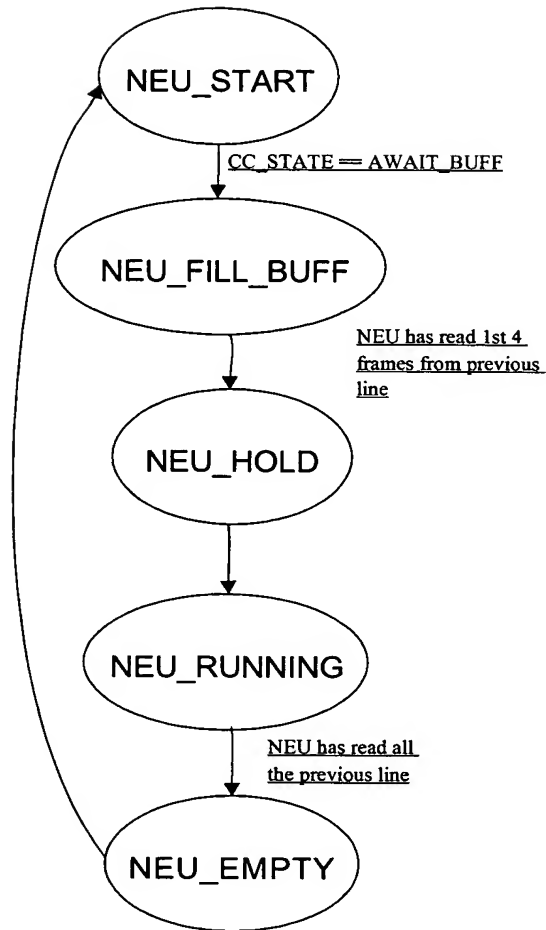 NEU_START
CC_STATE == AWAIT_BUFF
NEU_FILL_BUFF
NEU has read 1st 4
frames from previous
line
NEU_HOLD
NEU_RUNNING
NEU has read all
the previous line
NEU_EMPTY